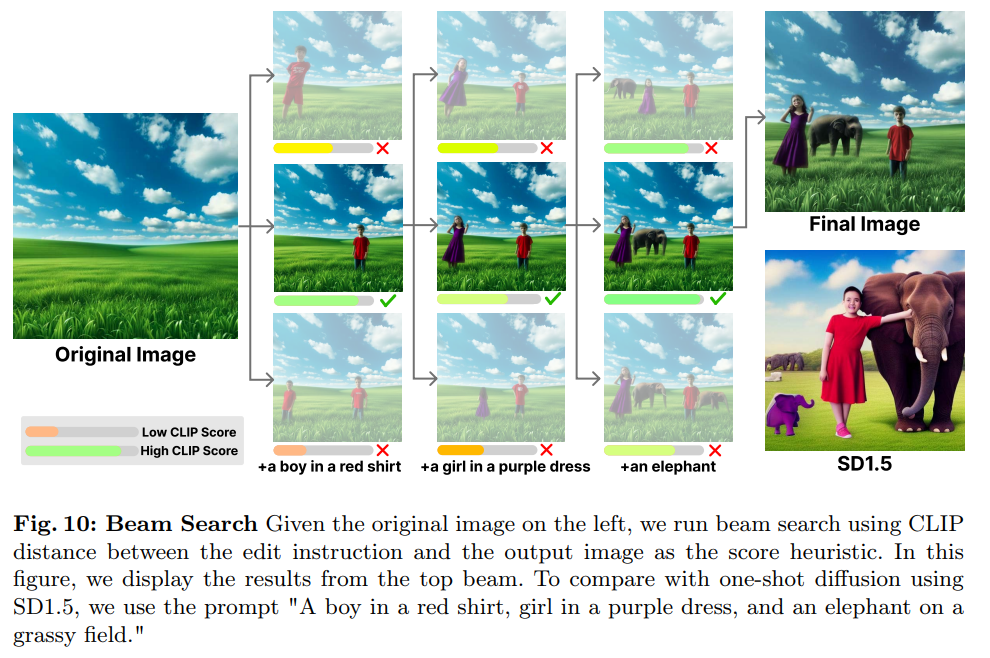 Original Image
Low CLIP Score
High CLIP Score
+a boy in a red shirt
+a girl in a purple dress
+an elephant
Final Image
SD1.5
Fig. 10: Beam Search Given the original image on the left, we run beam search using CLIP
distance between the edit instruction and the output image as the score heuristic. In this
figure, we display the results from the top beam. To compare with one-shot diffusion using
SD1.5, we use the prompt "A boy in a red shirt, girl in a purple dress, and an elephant on a
grassy field."